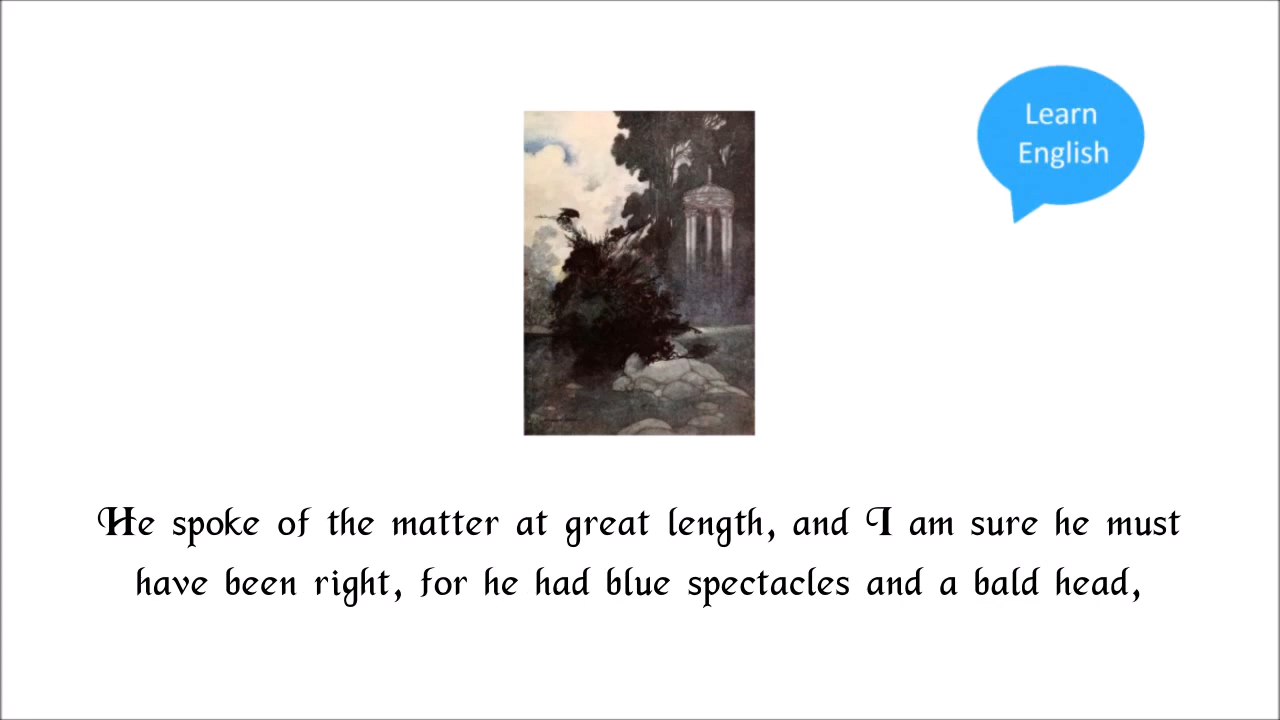 Learn
English
He spoke of the matter at great length, and I am sure he must
have been right, for he had blue spectacles and a bald head,